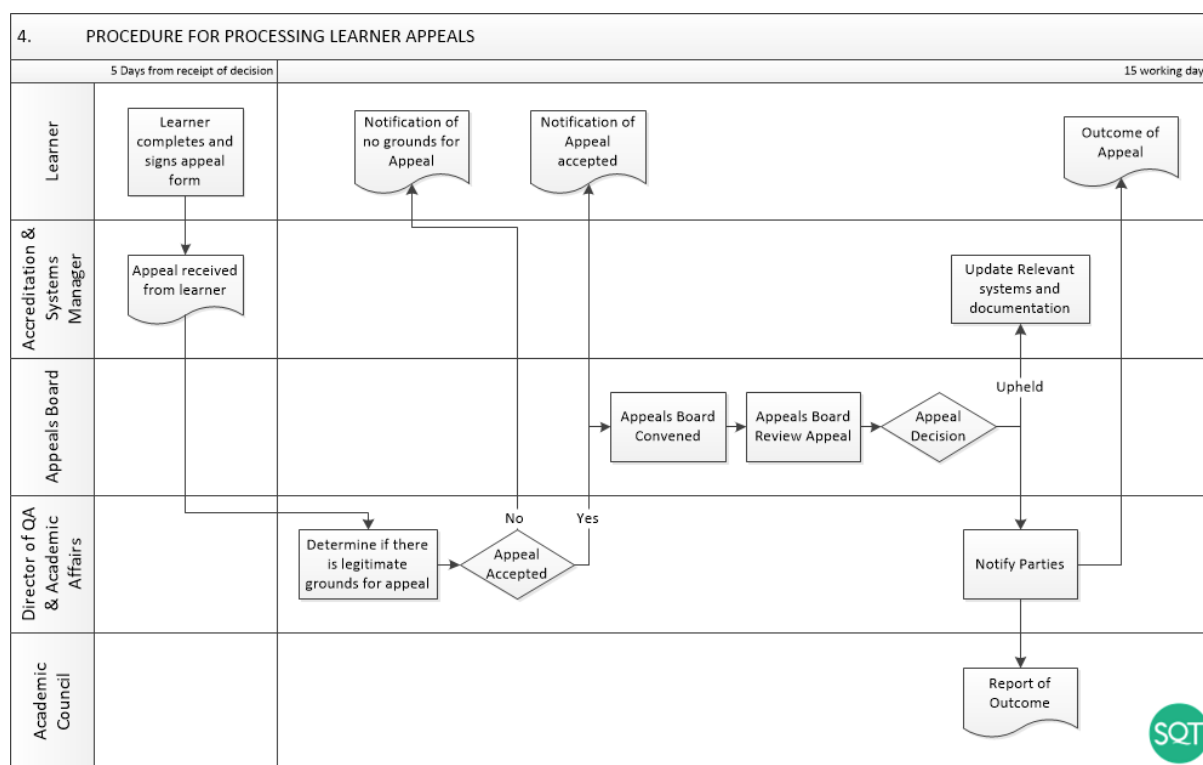 4. PROCEDURE FOR PROCESSING LEARNER APPEALS
5 Days from receipt of decision
15 working day
Learner
Learner
completes and
signs appeal
form
Notification of
no grounds for
Appeal
Notification of
Appeal
accepted
Outcome of
Appeal
Accreditation &
Systems
Manager
Appeal received
from learner
Update Relevant
systems and
documentation
Appeals Board
Upheld
Appeals Board
Convened
Appeals Board
Review Appeal
Appeal
Decision
Director of QA
& Academic
Affairs
No
Yes
Determine if there
is legitimate
grounds for appeal
Appeal
Accepted
Notify Parties
Academic
Council
Report of
Outcome
SQT